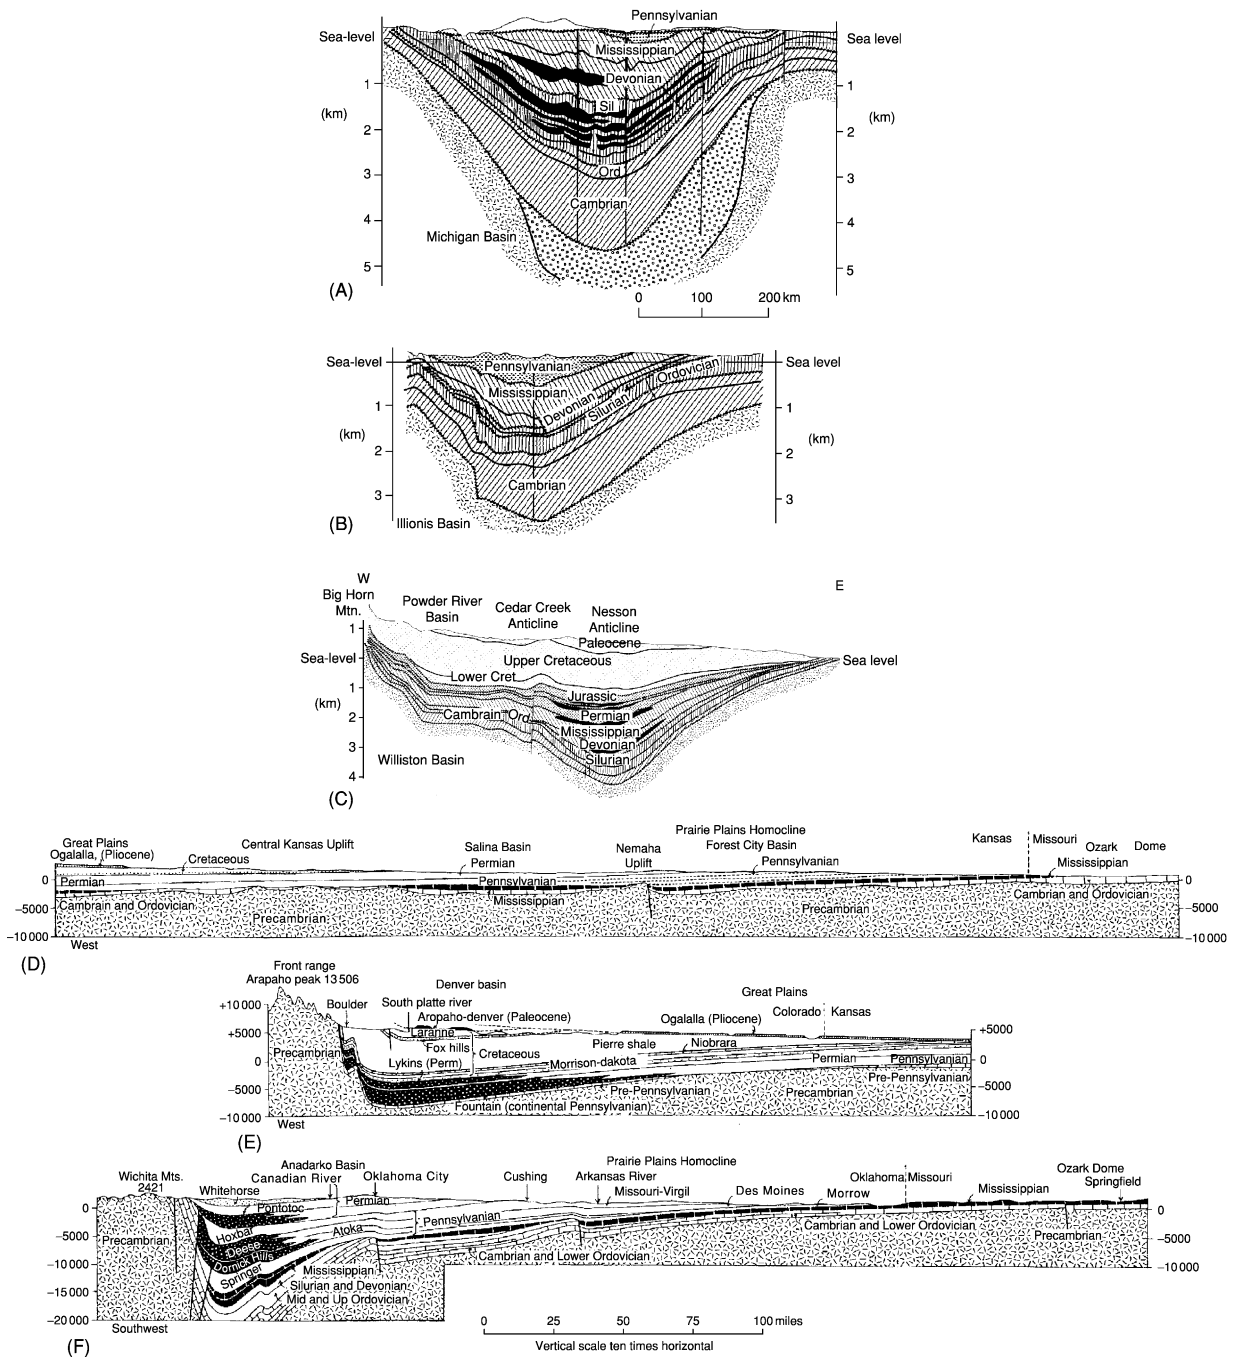 Pennsylvanian
Sea-level
Sea level
Mississippian
Devonian
1
1
Sil
(km)
(km)
2
2
Ord
3
3
Cambrian
4
4
Michigan Basin
5
5
(A)
0 100 200 km
Sea-level
Pennsylvanian
Sea level
Mississippian
Devonian
Silurian
Ordovician
1
1
(km)
(km)
2
2
Cambrian
3
3
(B)
Illionis Basin
W
E
Big Horn
Mtn.
Powder River
Basin
Cedar Creek
Anticline
Nesson
Anticline
1
Paleocene
Sea-level
Upper Cretaceous
Sea level
Lower Cret
1
Jurassic
(km)
2
Cambrain
Ord
Permian
Mississippian
Devonian
3
Williston Basin
Silurian
4
(C)
Great Plains
Ogalalla, (Pliocene)
Cretaceous
Central Kansas Uplift
Salina Basin
Permian
Nemaha
Uplift
Prairie Plains Homocline
Forest City Basin
Pennsylvanian
Kansas
Missouri
Ozark Dome
Mississippian
0
Permian
Pennsylvanian
0
Cambrain and Ordovician
Mississippian
Cambrian and Ordovician
−5000
Precambrian
Precambrian
−5000
−10 000
West
−10 000
(D)
Front range
Arapaho peak 13 506
Denver basin
Great Plains
+10 000
Boulder
South platte river
Aropaho-denver (Paleocene)
Ogalalla (Pliocene)
Colorado
Kansas
+5000
Laranne
Fox hills
Cretaceous
Pierre shale
Niobrara
+5000
Precambrian
Lykins (Perm)
Morrison-dakota
Permian
Pennsylvanian
0
0
−5000
Pre-Pennsylvanian
Precambrian
Pre-Pennsylvanian
−5000
Fountain (continental Pennsylvanian)
−10 000
West
−10 000
(E)
Wichita Mts.
2421
Whitehorse
Anadarko Basin
Canadian River
Oklahoma City
Cushing
Prairie Plains Homocline
Arkansas River
Missouri-Virgil
Des Moines
Morrow
Oklahoma
Missouri
Mississippian
Ozark Dome
Springfield
0
Pontotoc
Permian
0
Precambrian
Hoxbar
Atoka
Pennsylvanian
Cambrian and Lower Ordovician
Precambrian
−5000
Deese
−5000
Dornick Hills
Cambrian and Lower Ordovician
−10 000
Springer
Mississippian
−10 000
Silurian and Devonian
−15 000
Mid and Up Ordovician
−20 000
Southwest
(F)
0 25 50 75 100 miles
Vertical scale ten times horizontal